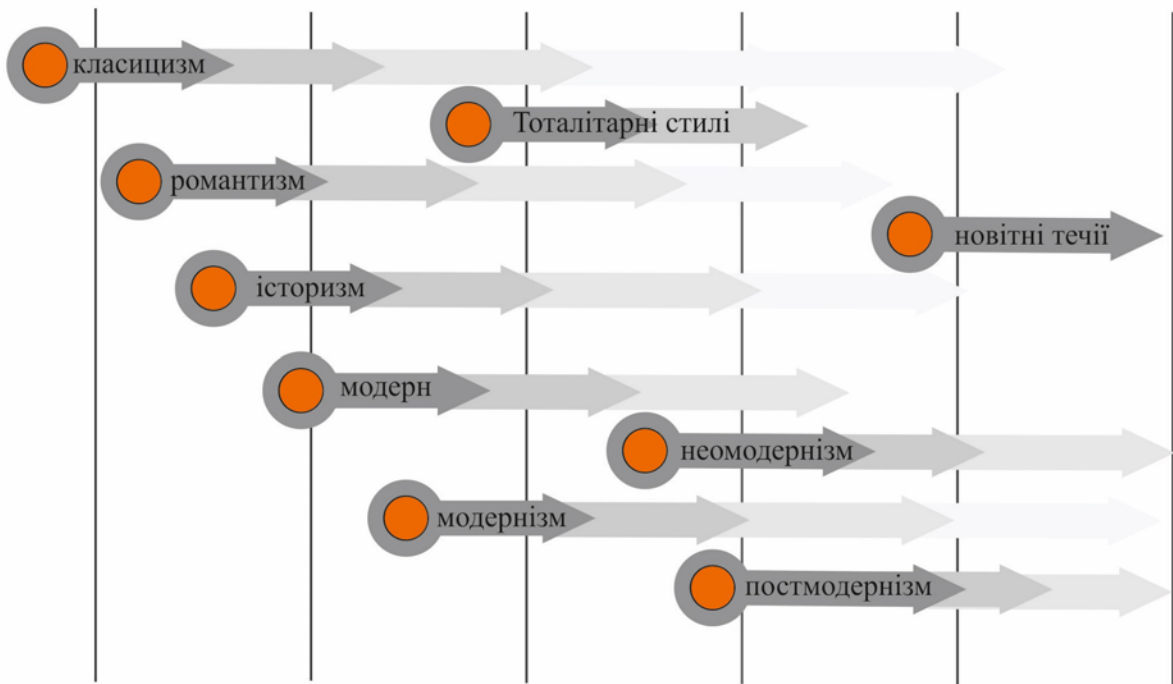 класицизм
Тоталітарні стилі
романтизм
новітні течії
історизм
модерн
неомодернізм
модернізм
постмодернізм